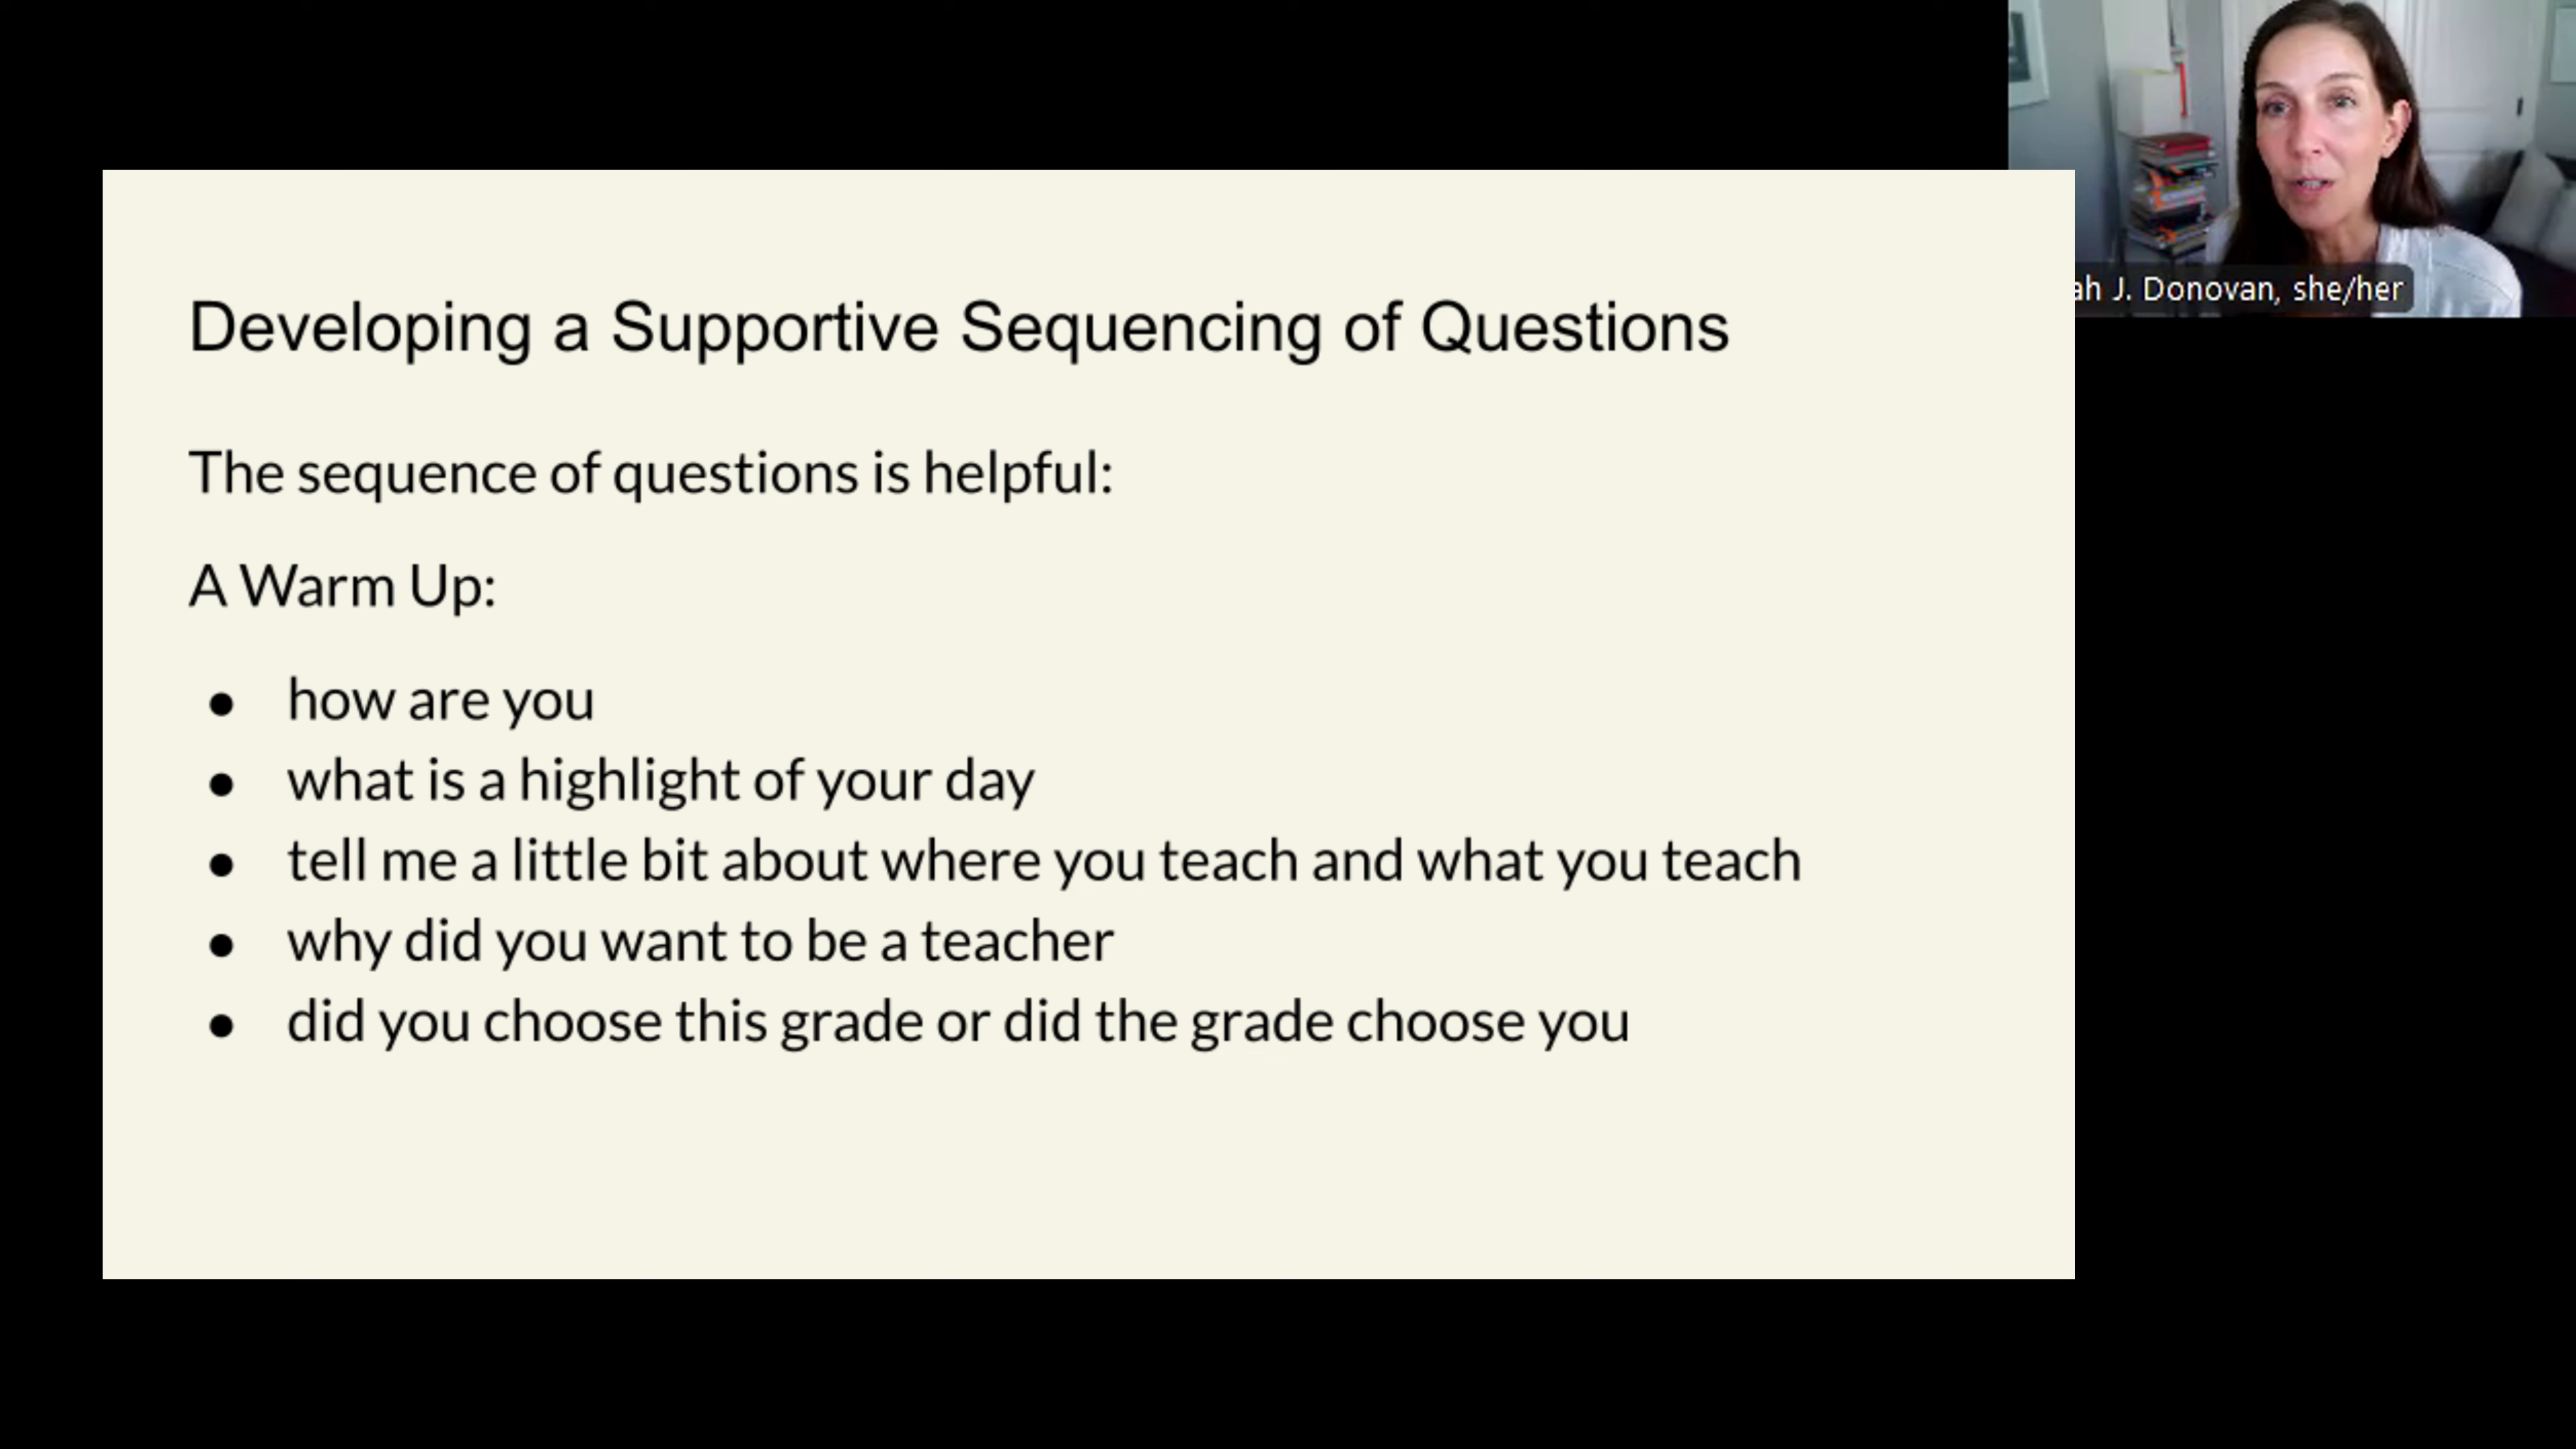 Developing a Supportive Sequencing of Questions
The sequence of questions is helpful:
A Warm Up:
● how are you
● what is a highlight of your day
● tell me a little bit about where you teach and what you teach
● why did you want to be a teacher
● did you choose this grade or did the grade choose you
ah J. Donovan, she/her